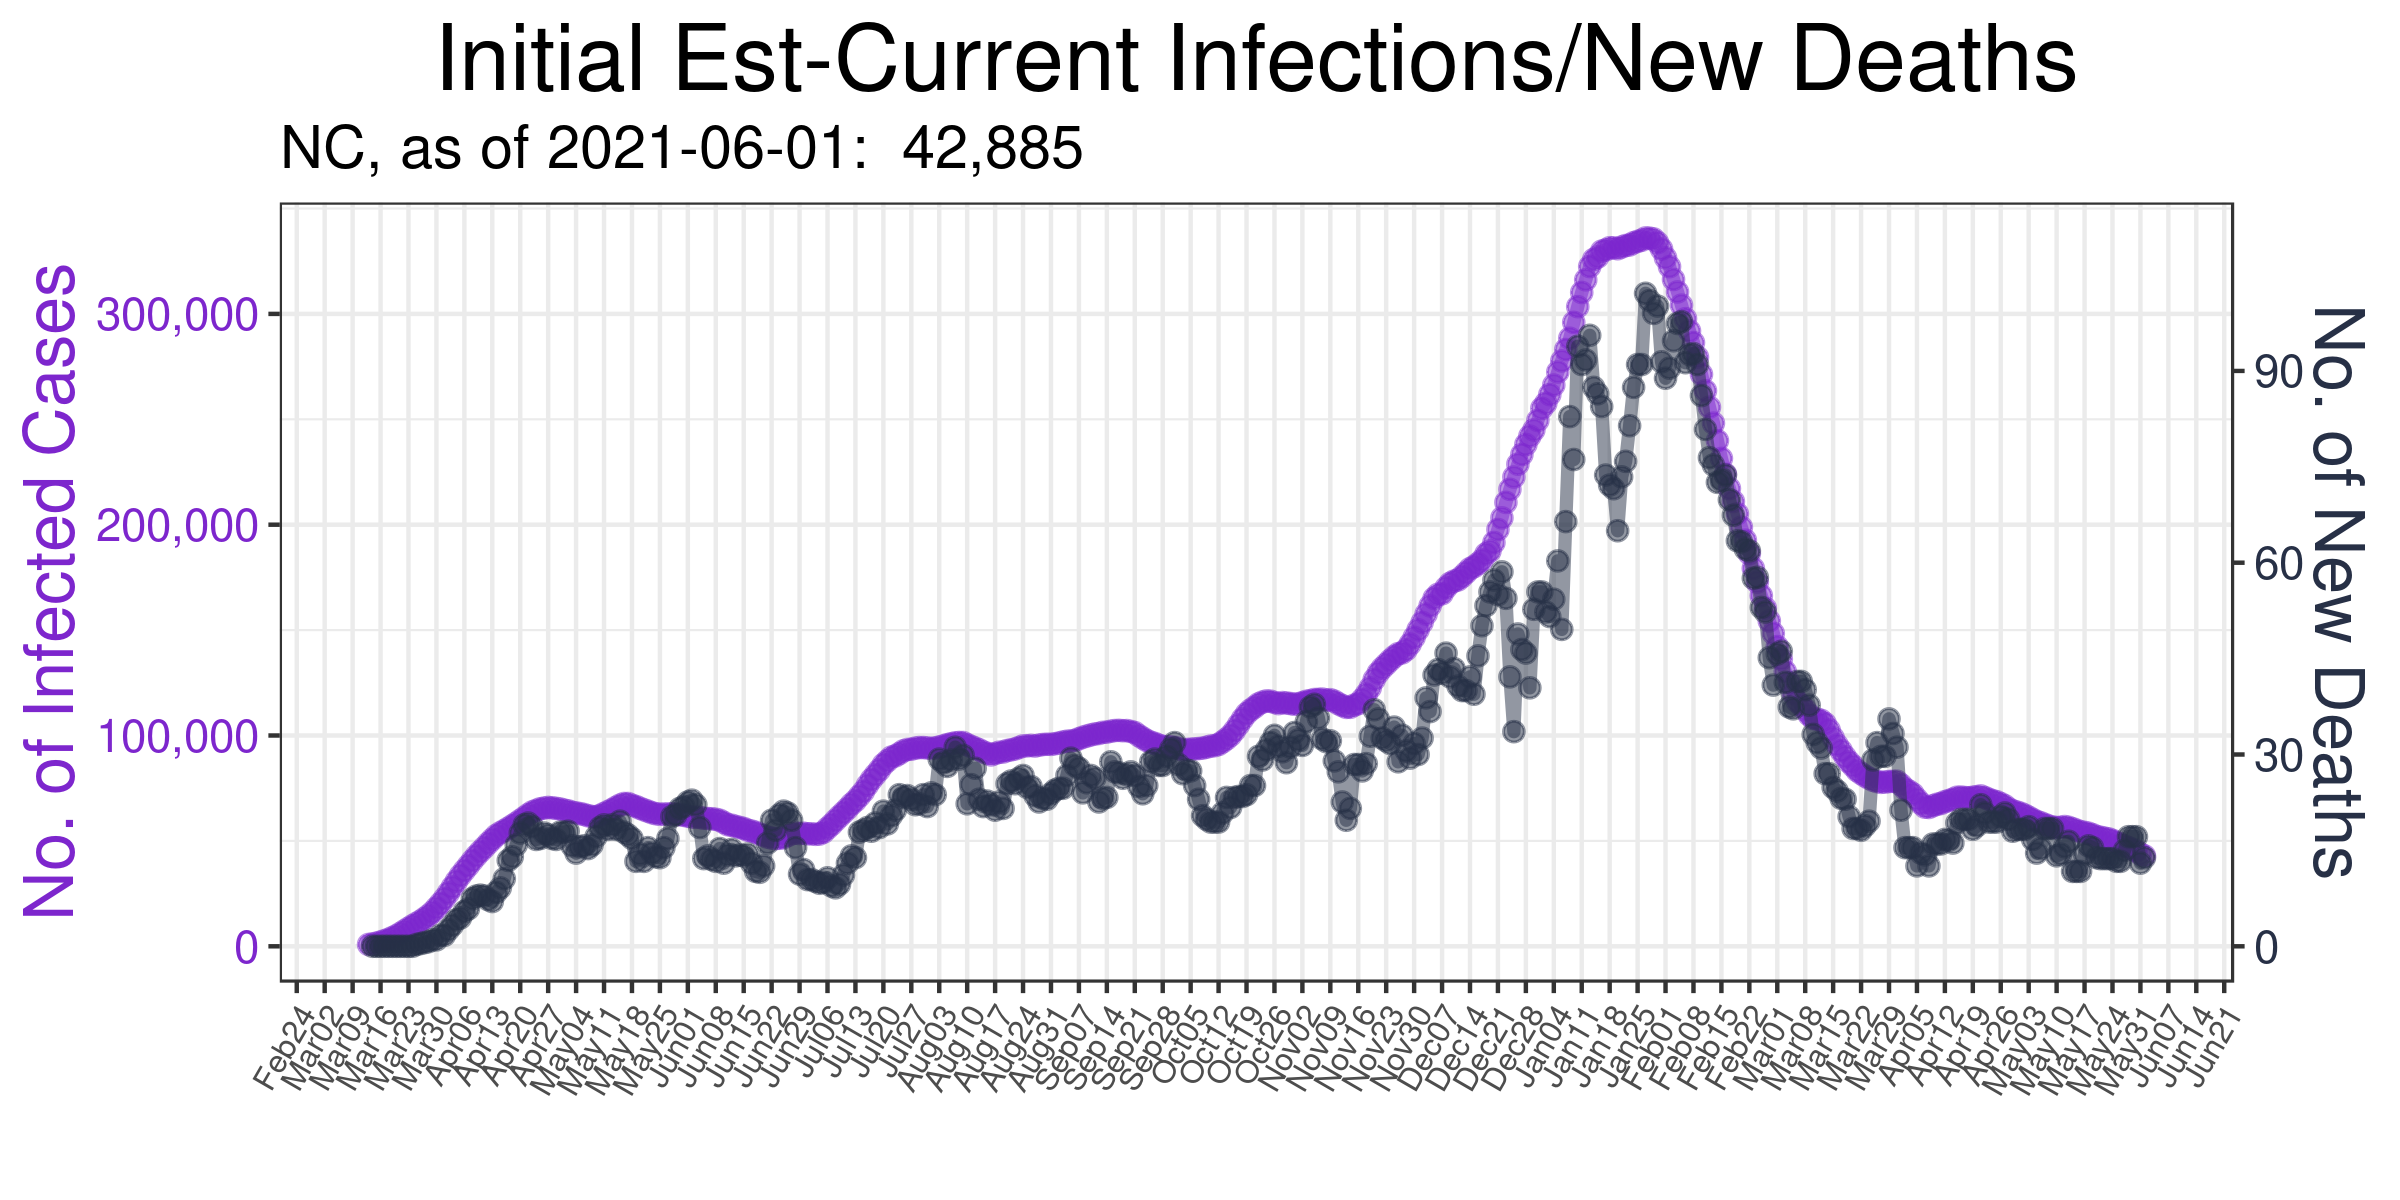 Initial Est-Current Infections/New Deaths
NC, as of 2021-06-01:  42,885
No. of Infected Cases
300,000
200,000
100,000
0
No. of New Deaths
90
60
30
0
Feb24
Mar02
Mar09
Mar16
Mar23
Mar30
Apr06
Apr13
Apr20
Apr27
May04
May11
May18
May25
Jun01
Jun08
Jun15
Jun22
Jun29
Jul06
Jul13
Jul20
Jul27
Aug03
Aug10
Aug17
Aug24
Aug31
Sep07
Sep14
Sep21
Sep28
Oct05
Oct12
Oct19
Oct26
Nov02
Nov09
Nov16
Nov23
Nov30
Dec07
Dec14
Dec21
Dec28
Jan04
Jan11
Jan18
Jan25
Feb01
Feb08
Feb15
Feb22
Mar01
Mar08
Mar15
Mar22
Mar29
Apr05
Apr12
Apr19
Apr26
May03
May10
May17
May24
May31
Jun07
Jun14
Jun21